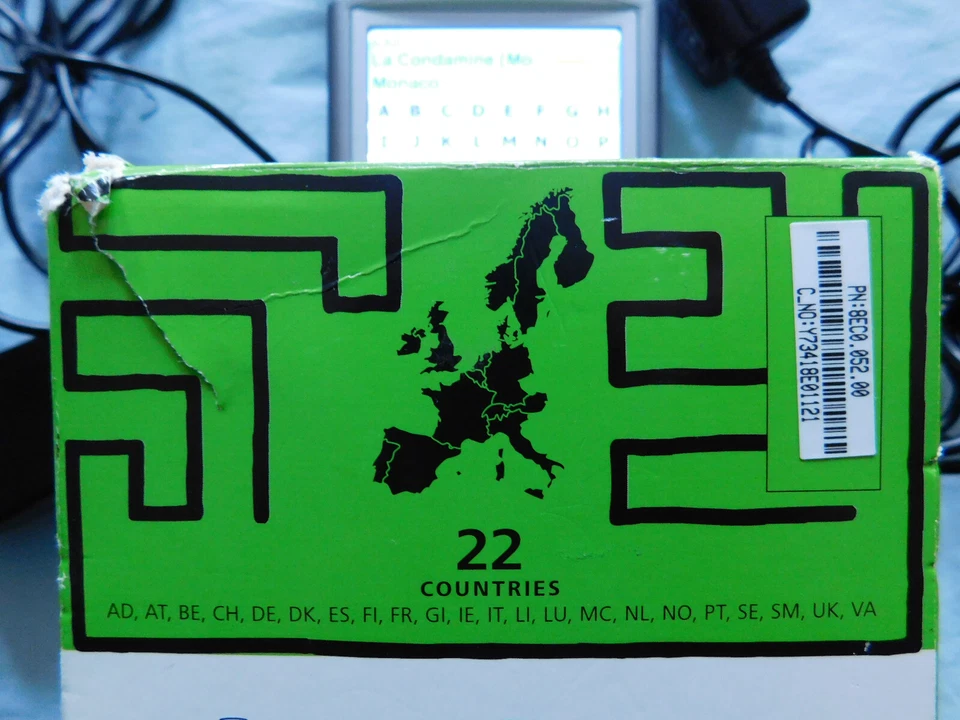 La Condamine (Mo
Monaco
A B C D E F G H
I J K L M N O P
PN:8EC0.052.00
C_NO:Y73418E01121
22
COUNTRIES
AD, AT, BE, CH, DE, DK, ES, FI, FR, GI, IE, IT, LI, LU, MC, NL, NO, PT, SE, SM, UK, VA